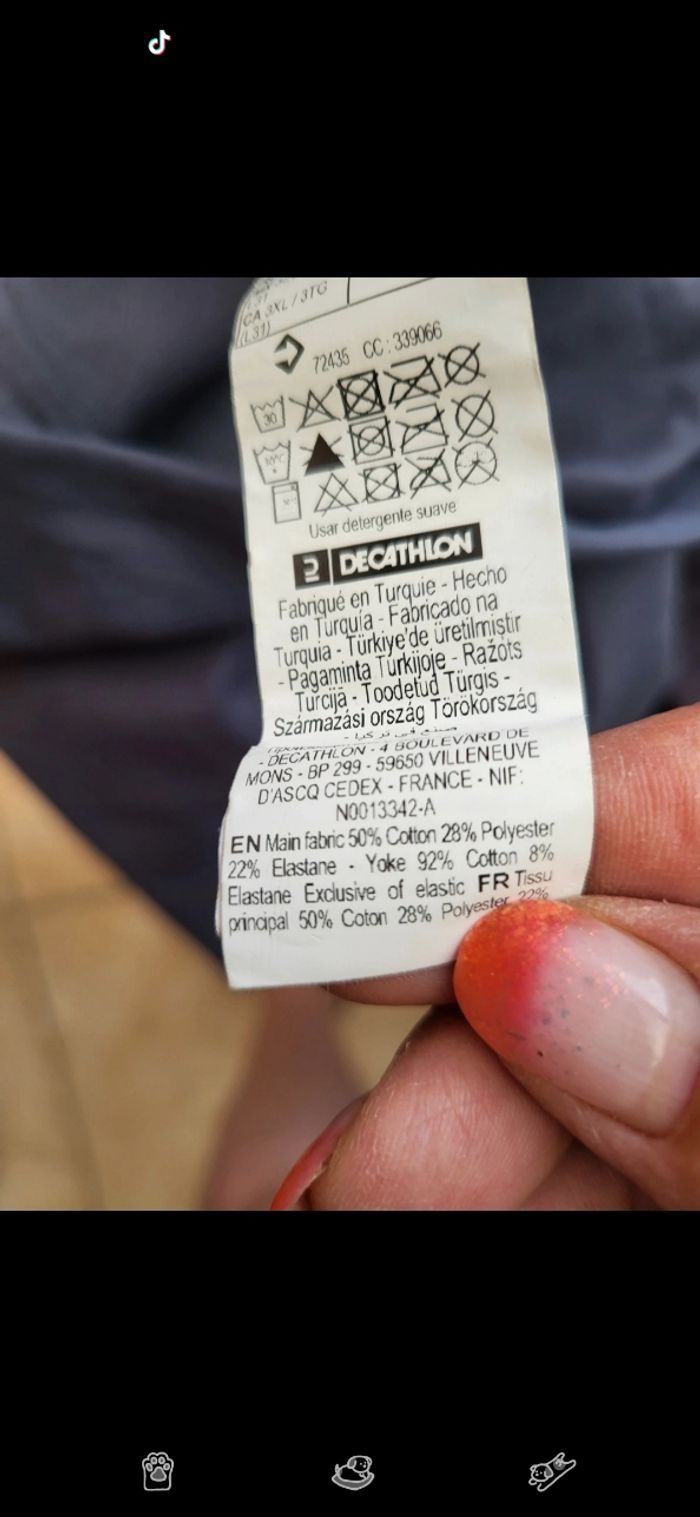 CA 3XL / 3TG
(L31)
72435 CC : 339066
30
Usar detergente suave
DECATHLON
Fabriqué en Turquie - Hecho
en Turquía - Fabricado na
Turquia - Türkiye'de üretilmistir
- Pagaminta Turkijoje - Ražots
Turcijā - Toodetud Türgis -
Származási ország Törökország
- DECATHLON - 4 BOULEVARD DE
MONS - BP 299 - 59650 VILLENEUVE
D'ASCQ CEDEX - FRANCE - NIF:
N0013342-A
EN Main fabric 50% Cotton 28% Polyester
22% Elastane - Yoke 92% Cotton 8%
Elastane Exclusive of elastic FR Tissu
principal 50% Coton 28% Polyester 22%